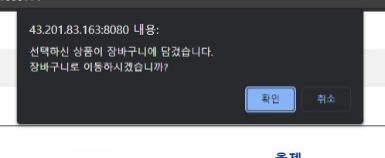 43.201.83.163:8080 내용:
선택하신 상품이 장바구니에 담겼습니다.
장바구니로 이동하시겠습니까?
확인 취소